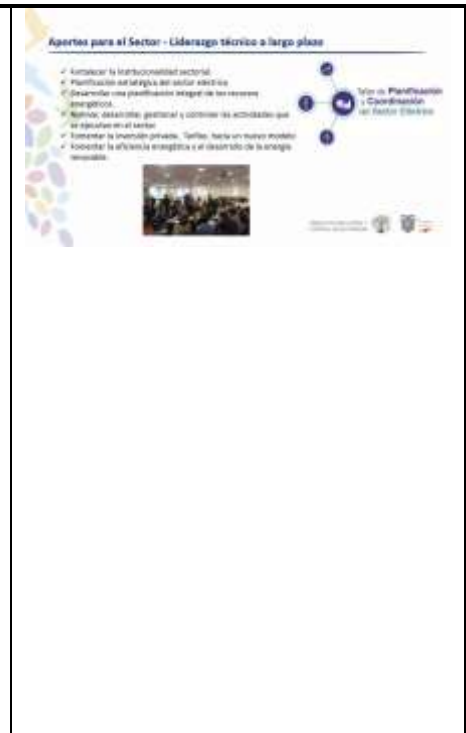 Aportes para el Sector - Liderazgo técnico a largo plazo
✓ Fortalecer la institucionalidad sectorial.
✓ Planificación estratégica del sector eléctrico
✓ Desarrollar una planificación integral de los recursos
energéticos.
✓ Normar, desarrollar, gestionar y controlar las actividades que
se ejecutan en el sector
✓ Fomentar la inversión privada. Tarifas: hacia un nuevo modelo
✓ Fomentar la eficiencia energética y el desarrollo de la energía
renovable.
Taller de Planificación
y Coordinación
del Sector Eléctrico